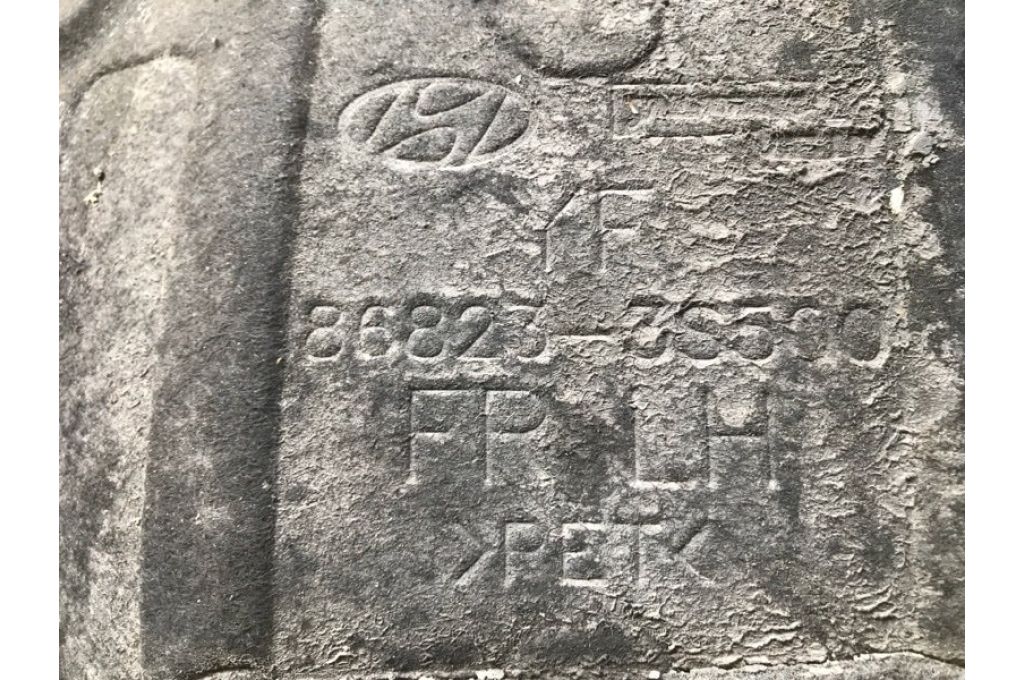 YF
86823-3S500
FR LH
>PET<